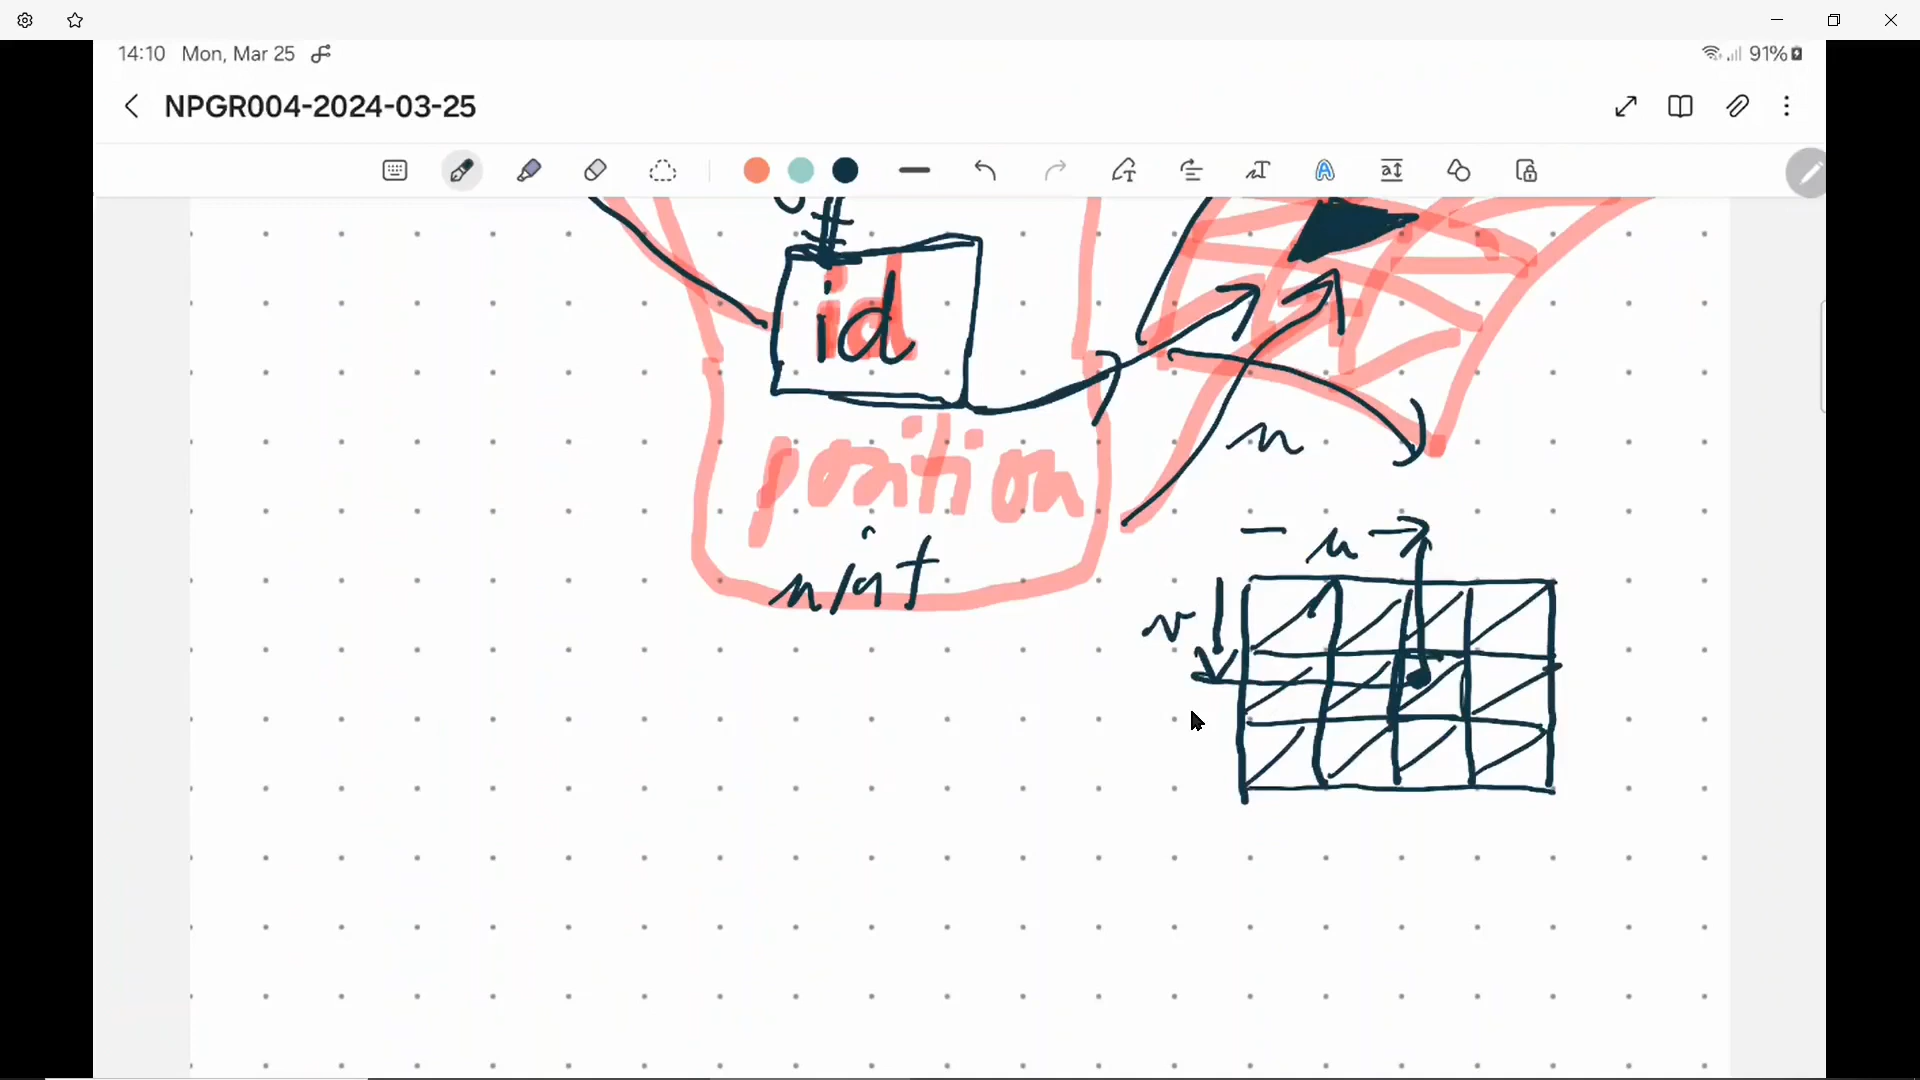 14:10 Mon, Mar 25
91%
NPGR004-2024-03-25
id
position
u
v